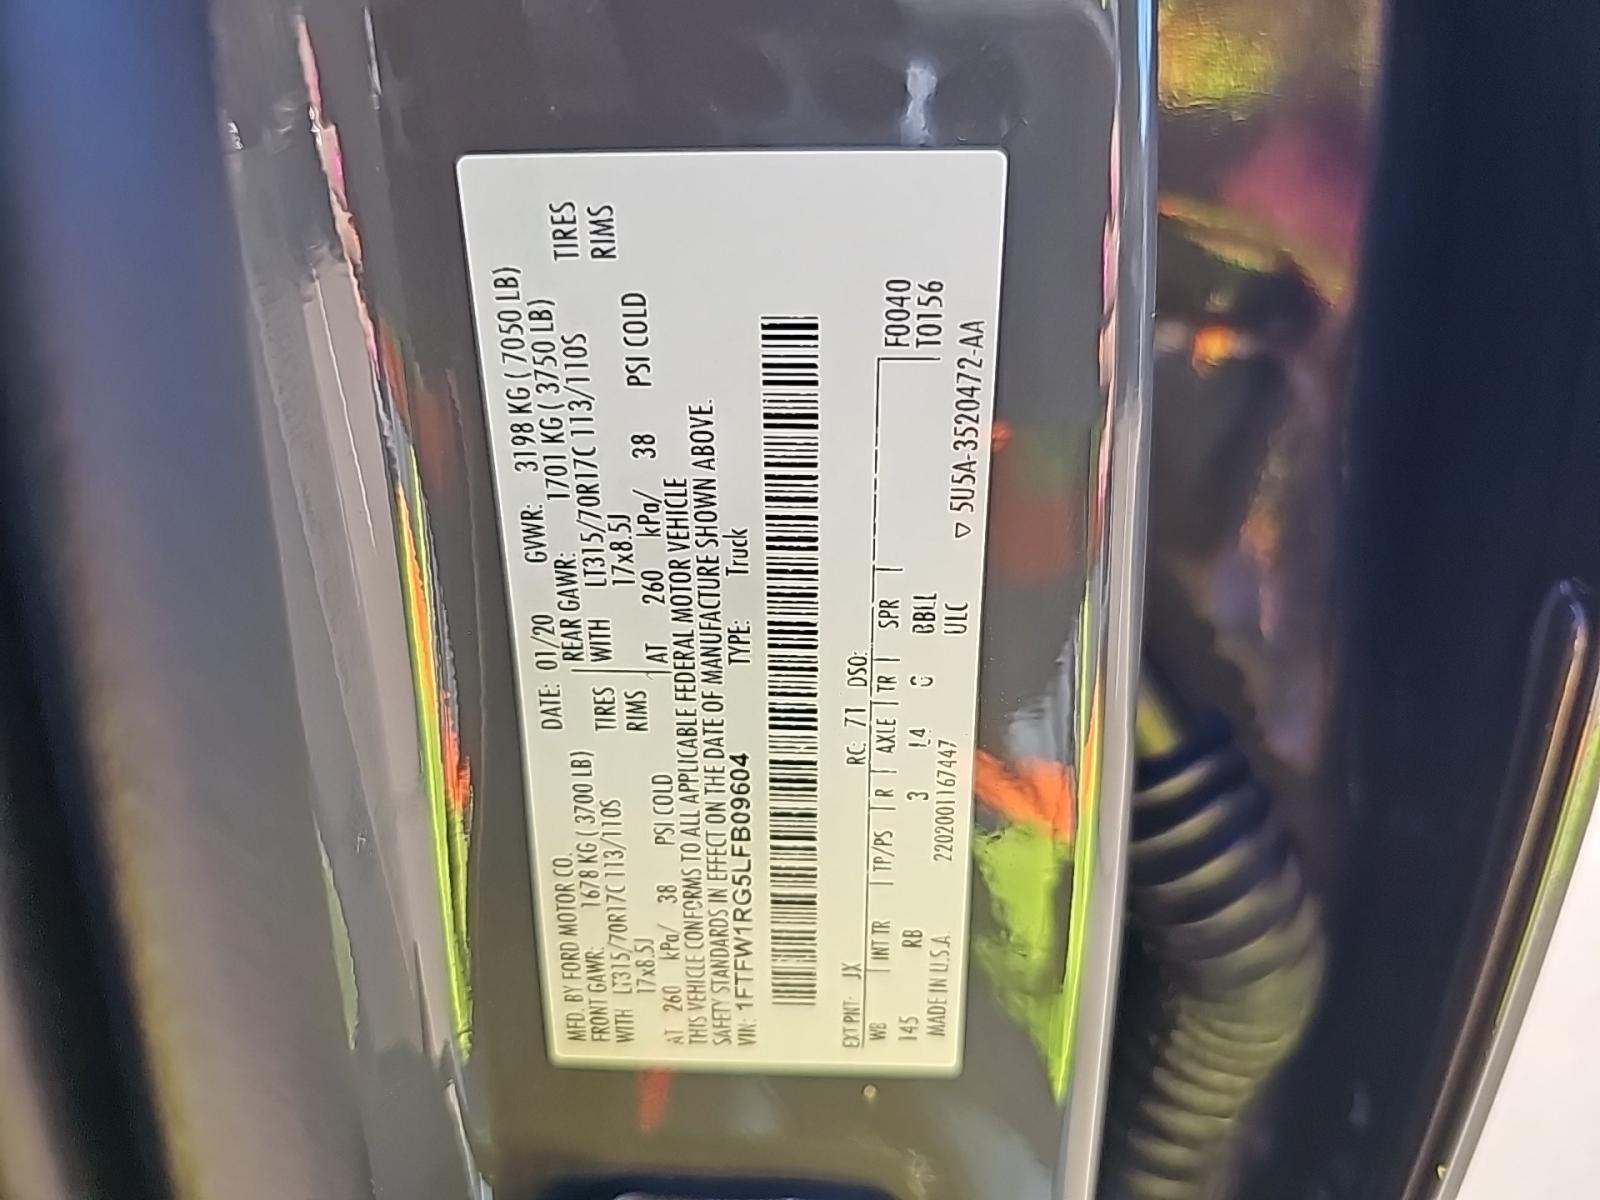 MFD. BY FORD MOTOR CO. DATE: 01/20 GVWR: 3198 KG ( 7050 LB)
FRONT GAWR: 1678 KG ( 3700 LB) REAR GAWR: 1701 KG ( 3750 LB)
WITH LT315/70R17C 113/110S TIRES WITH LT315/70R17C 113/110S TIRES
17x8.5J RIMS 17x8.5J RIMS
AT 260 kPa/ 38 PSI COLD AT 260 kPa/ 38 PSI COLD
THIS VEHICLE CONFORMS TO ALL APPLICABLE FEDERAL MOTOR VEHICLE
SAFETY STANDARDS IN EFFECT ON THE DATE OF MANUFACTURE SHOWN ABOVE.
VIN: 1FTFW1RG5LFB09604 TYPE: Truck
EXT PNT: JX RC: 71 DSO:
WB INT TR TP/PS R AXLE TR SPR F0040
145 RB 3 L4 G BBLL T0156
ULC
MADE IN U.S.A. 2202001167447 ▽ 5U5A-3520472-AA